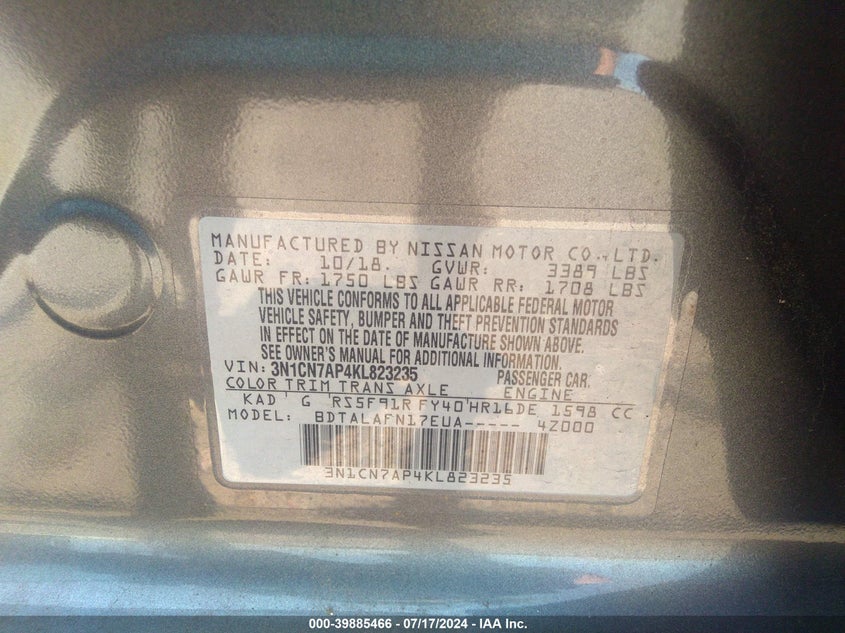 MANUFACTURED BY NISSAN MOTOR CO.,LTD.
DATE: 10/18. GVWR: 3389 LBS
GAWR FR: 1750 LBS GAWR RR: 1708 LBS
THIS VEHICLE CONFORMS TO ALL APPLICABLE FEDERAL MOTOR
VEHICLE SAFETY, BUMPER AND THEFT PREVENTION STANDARDS
IN EFFECT ON THE DATE OF MANUFACTURE SHOWN ABOVE.
SEE OWNER'S MANUAL FOR ADDITIONAL INFORMATION.
VIN: 3N1CN7AP4KL823235 PASSENGER CAR.
COLOR TRIM TRANS AXLE ENGINE
KAD G RS5F91R FY40 HR16DE 1598 CC
MODEL: BDTALAFN17EUA----- 4Z000
3N1CN7AP4KL823235
000-39885466 - 07/17/2024 - IAA Inc.